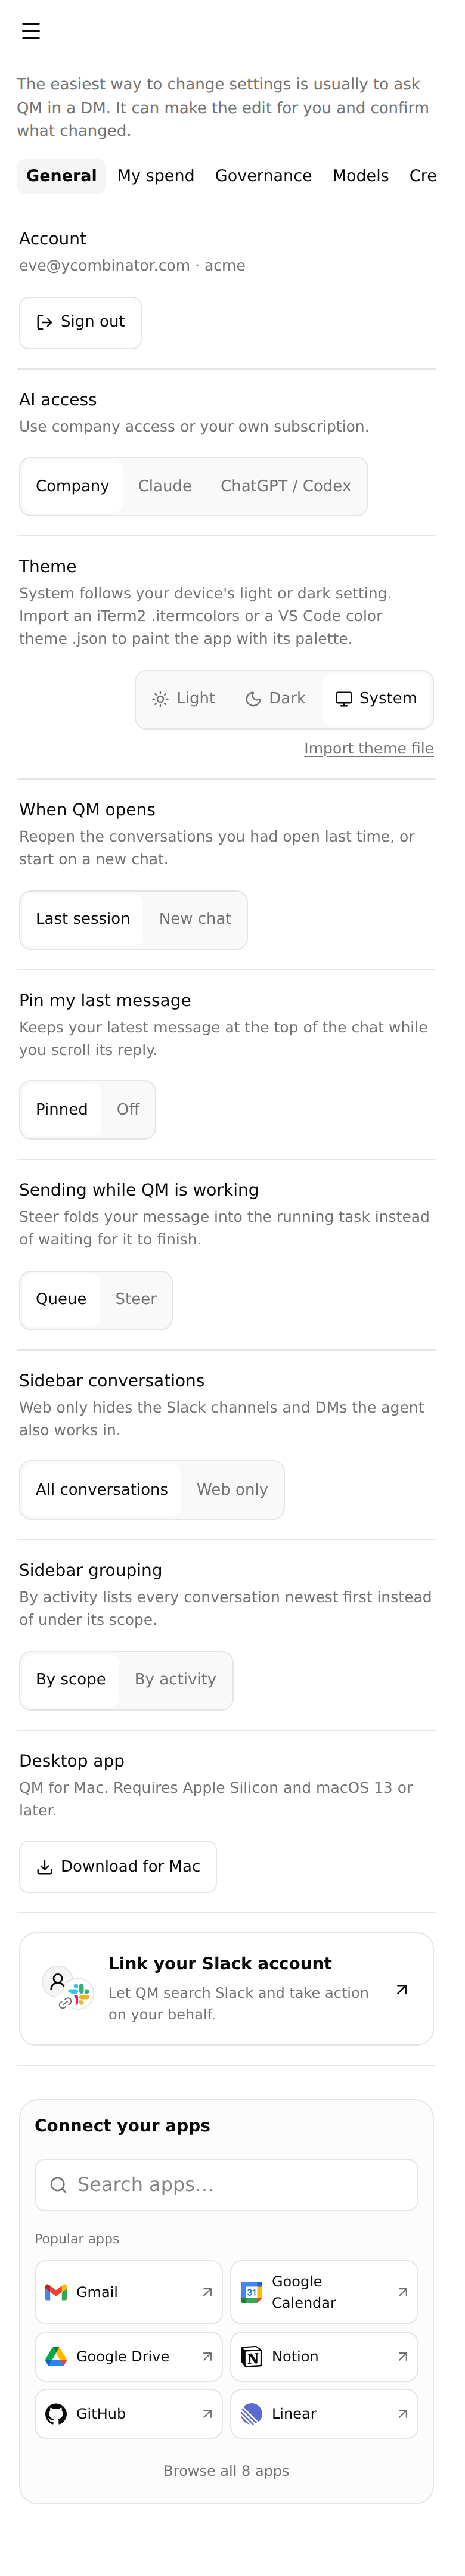 The easiest way to change settings is usually to ask
QM in a DM. It can make the edit for you and confirm
what changed.
General My spend Governance Models Cre
Account
eve@ycombinator.com · acme
Sign out
AI access
Use company access or your own subscription.
Company Claude ChatGPT / Codex
Theme
System follows your device's light or dark setting.
Import an iTerm2 .itermcolors or a VS Code color
theme .json to paint the app with its palette.
Light Dark System
Import theme file
When QM opens
Reopen the conversations you had open last time, or
start on a new chat.
Last session New chat
Pin my last message
Keeps your latest message at the top of the chat while
you scroll its reply.
Pinned Off
Sending while QM is working
Steer folds your message into the running task instead
of waiting for it to finish.
Queue Steer
Sidebar conversations
Web only hides the Slack channels and DMs the agent
also works in.
All conversations Web only
Sidebar grouping
By activity lists every conversation newest first instead
of under its scope.
By scope By activity
Desktop app
QM for Mac. Requires Apple Silicon and macOS 13 or
later.
Download for Mac
Link your Slack account
Let QM search Slack and take action
on your behalf.
Connect your apps
Search apps...
Popular apps
Gmail
Google
31
Calendar
Google Drive
Notion
GitHub
Linear
Browse all 8 apps